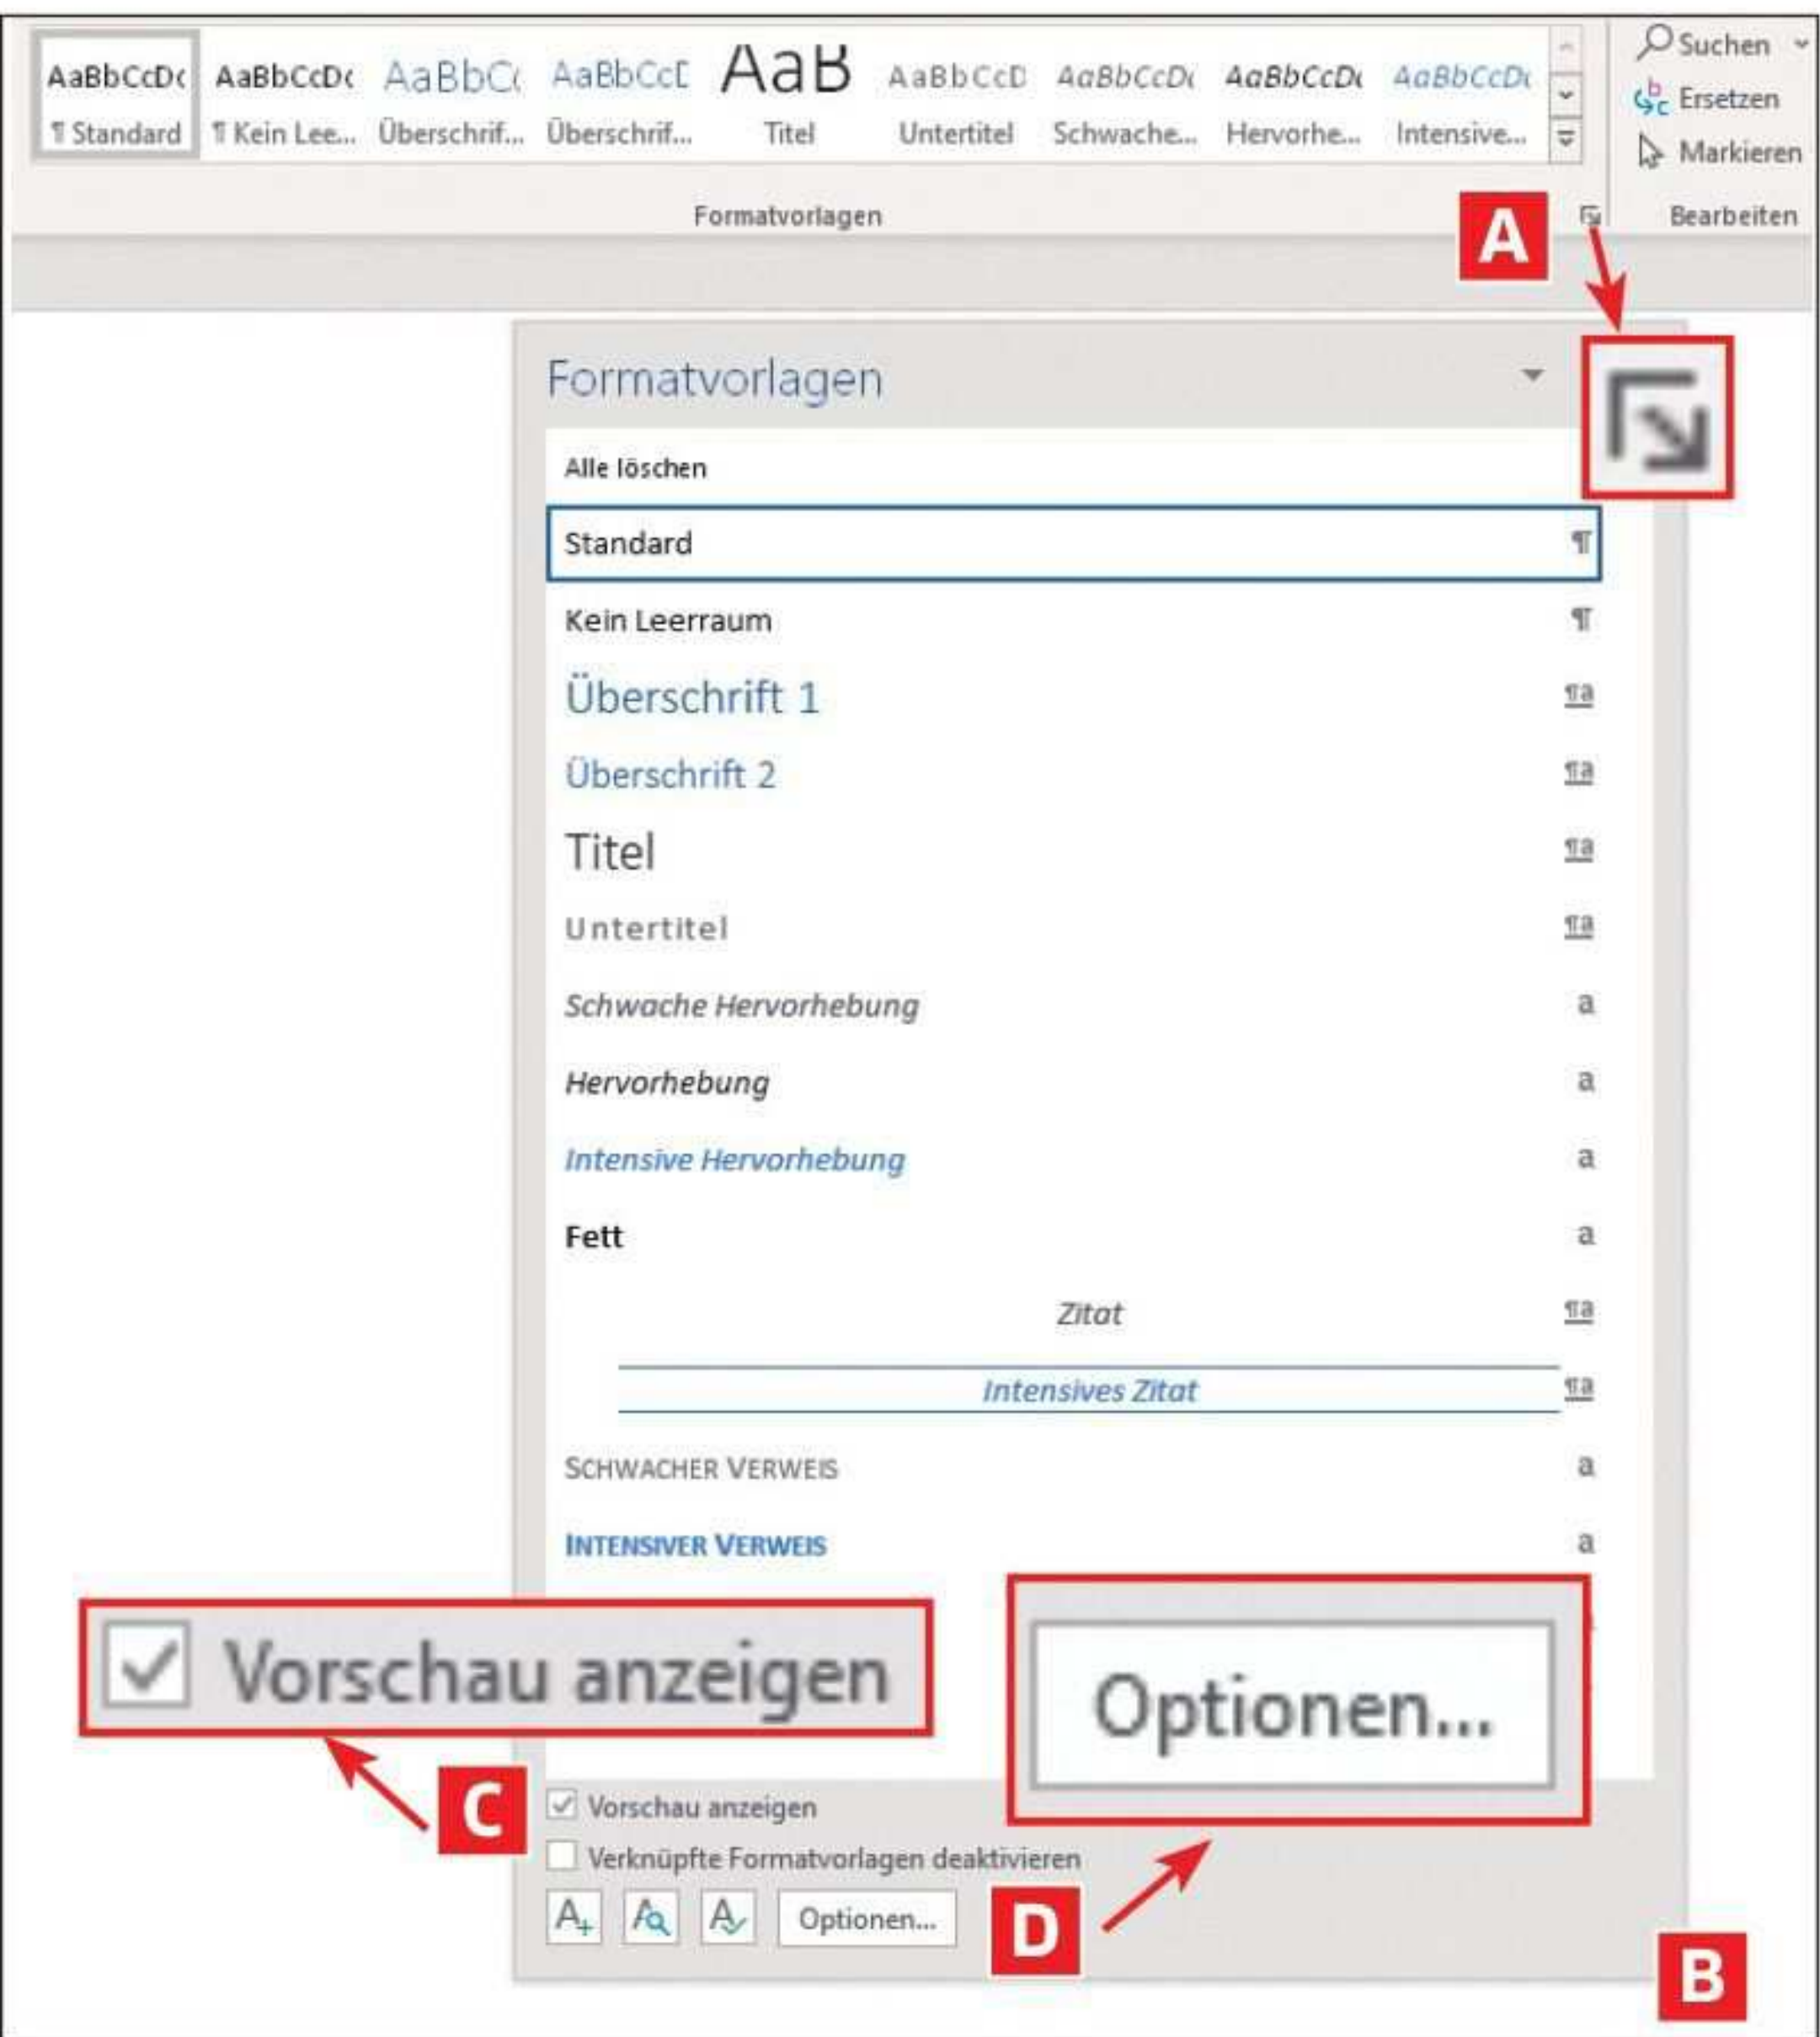 AaBbCcDc AaBbCcDc AaBbCc AaBbCcD AaB AaBbCcD AaBbCcDc AaBbCcDc AaBbCcDc
¶ Standard ¶ Kein Lee... Überschrif... Überschrif... Titel Untertitel Schwache... Hervorhe... Intensive...
Formatvorlagen
Suchen
Ersetzen
Markieren
Bearbeiten
A
Formatvorlagen
Alle löschen
Standard ¶
Kein Leerraum ¶
Überschrift 1 ¶a
Überschrift 2 ¶a
Titel ¶a
Untertitel ¶a
Schwache Hervorhebung a
Hervorhebung a
Intensive Hervorhebung a
Fett a
Zitat ¶a
Intensives Zitat ¶a
SCHWACHER VERWEIS a
INTENSIVER VERWEIS a
Vorschau anzeigen
Optionen...
C
Vorschau anzeigen
Verknüpfte Formatvorlagen deaktivieren
Optionen...
D
B